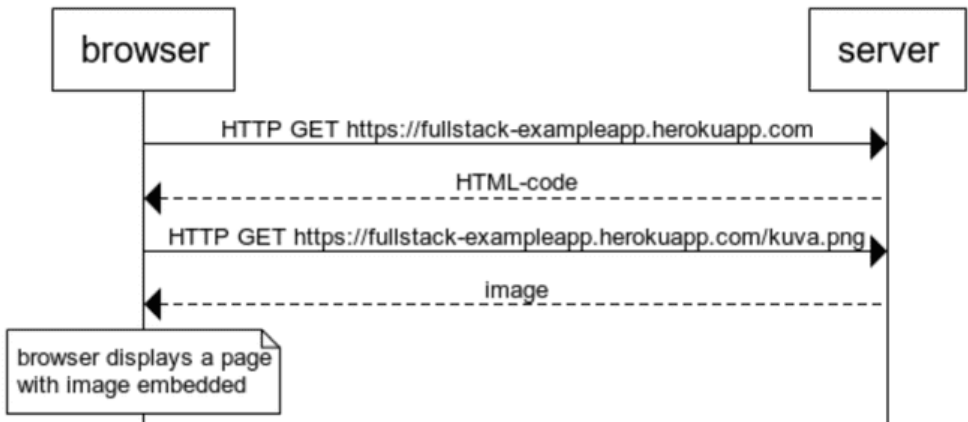 browser
server
HTTP GET https://fullstack-exampleapp.herokuapp.com
HTML-code
HTTP GET https://fullstack-exampleapp.herokuapp.com/kuva.png
image
browser displays a page
with image embedded